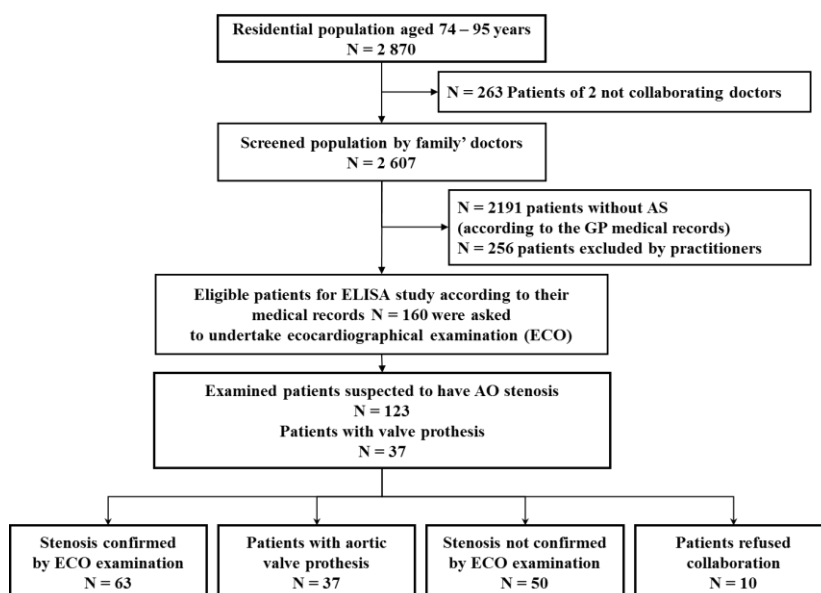 Residential population aged 74 – 95 years
N = 2 870
N = 263 Patients of 2 not collaborating doctors
Screened population by family’ doctors
N = 2 607
N = 2191 patients without AS
(according to the GP medical records)
N = 256 patients excluded by practitioners
Eligible patients for ELISA study according to their
medical records N = 160 were asked
to undertake ecocardiographical examination (ECO)
Examined patients suspected to have AO stenosis
N = 123
Patients with valve prothesis
N = 37
Stenosis confirmed
by ECO examination
N = 63
Patients with aortic
valve prothesis
N = 37
Stenosis not confirmed
by ECO examination
N = 50
Patients refused
collaboration
N = 10